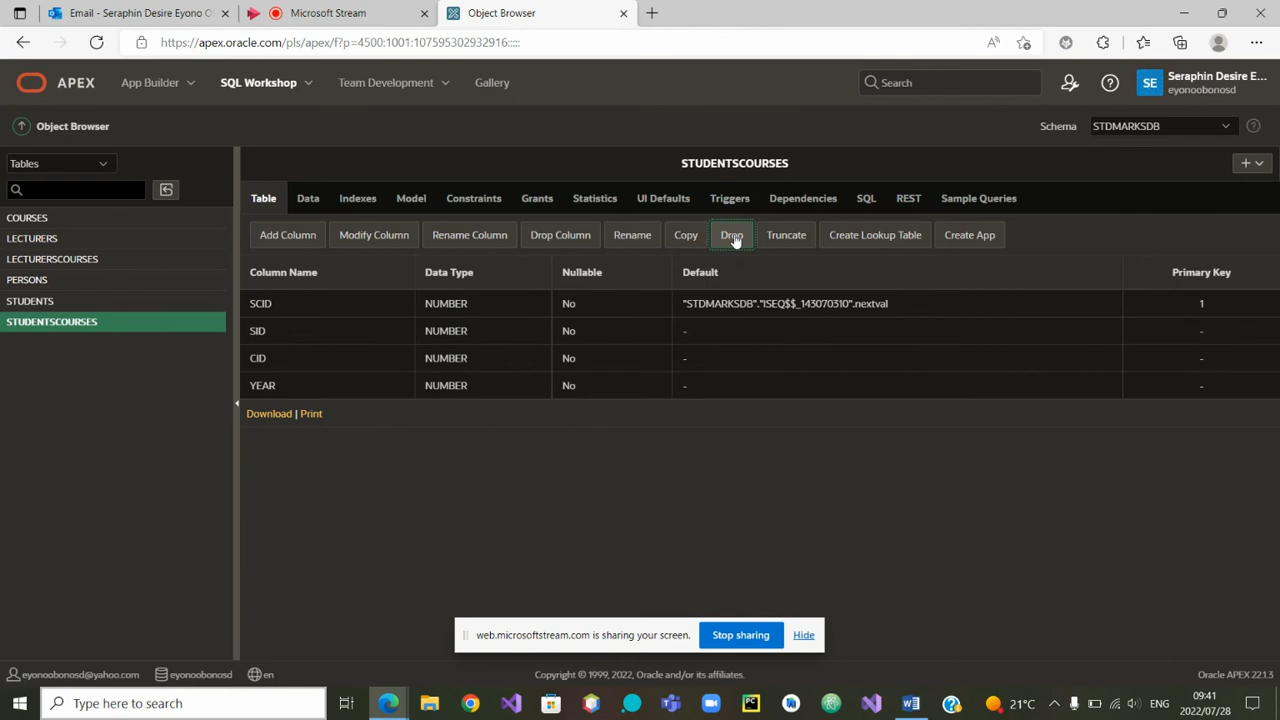 Email - Seraphin Desire Eyono O
Microsoft Stream
Object Browser
https://apex.oracle.com/pls/apex/f?p=4500:1001:107595302932916:::::
APEX App Builder SQL Workshop Team Development Gallery Search SE Seraphin Desire E...
eyonoobonosd
Object Browser Schema STDMARKSDB
Tables STUDENTSCOURSES
Table Data Indexes Model Constraints Grants Statistics UI Defaults Triggers Dependencies SQL REST Sample Queries
COURSES
LECTURERS
LECTURERSCOURSES
PERSONS
STUDENTS
STUDENTSCOURSES
Add Column Modify Column Rename Column Drop Column Rename Copy Drop Truncate Create Lookup Table Create App
Column Name Data Type Nullable Default Primary Key
SCID NUMBER No "STDMARKSDB"."ISEQ$$_143070310".nextval 1
SID NUMBER No - -
CID NUMBER No - -
YEAR NUMBER No - -
Download | Print
web.microsoftstream.com is sharing your screen. Stop sharing Hide
eyonoobonosd@yahoo.com eyonoobonosd en Copyright © 1999, 2022, Oracle and/or its affiliates. Oracle APEX 22.1.3
Type here to search 21°C ENG 09:41
2022/07/28